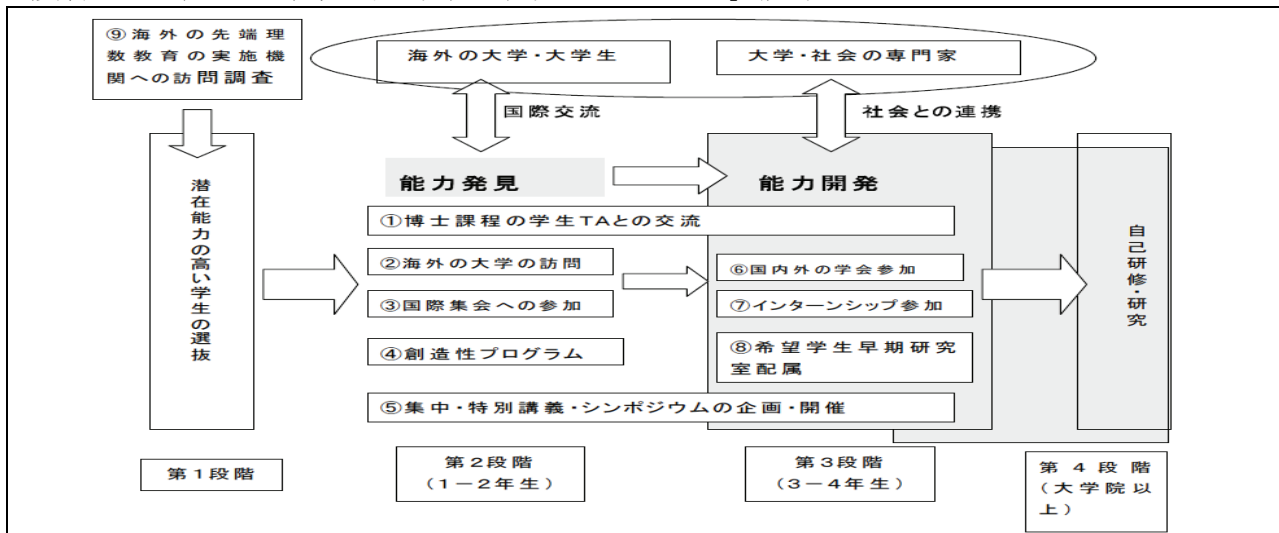 ⑨海外の先端理
数教育の実施機
関への訪問調査
海外の大学・大学生
大学・社会の専門家
国際交流
社会との連携
潜在能力の高い学生の選抜
能力発見
能力開発
①博士課程の学生TAとの交流
②海外の大学の訪問
③国際集会への参加
④創造性プログラム
⑥国内外の学会参加
⑦インターンシップ参加
⑧希望学生早期研究
室配属
⑤集中・特別講義・シンポジウムの企画・開催
自己研修・研究
第1段階
第2段階
(1-2年生)
第3段階
(3-4年生)
第4段階
(大学院以
上)